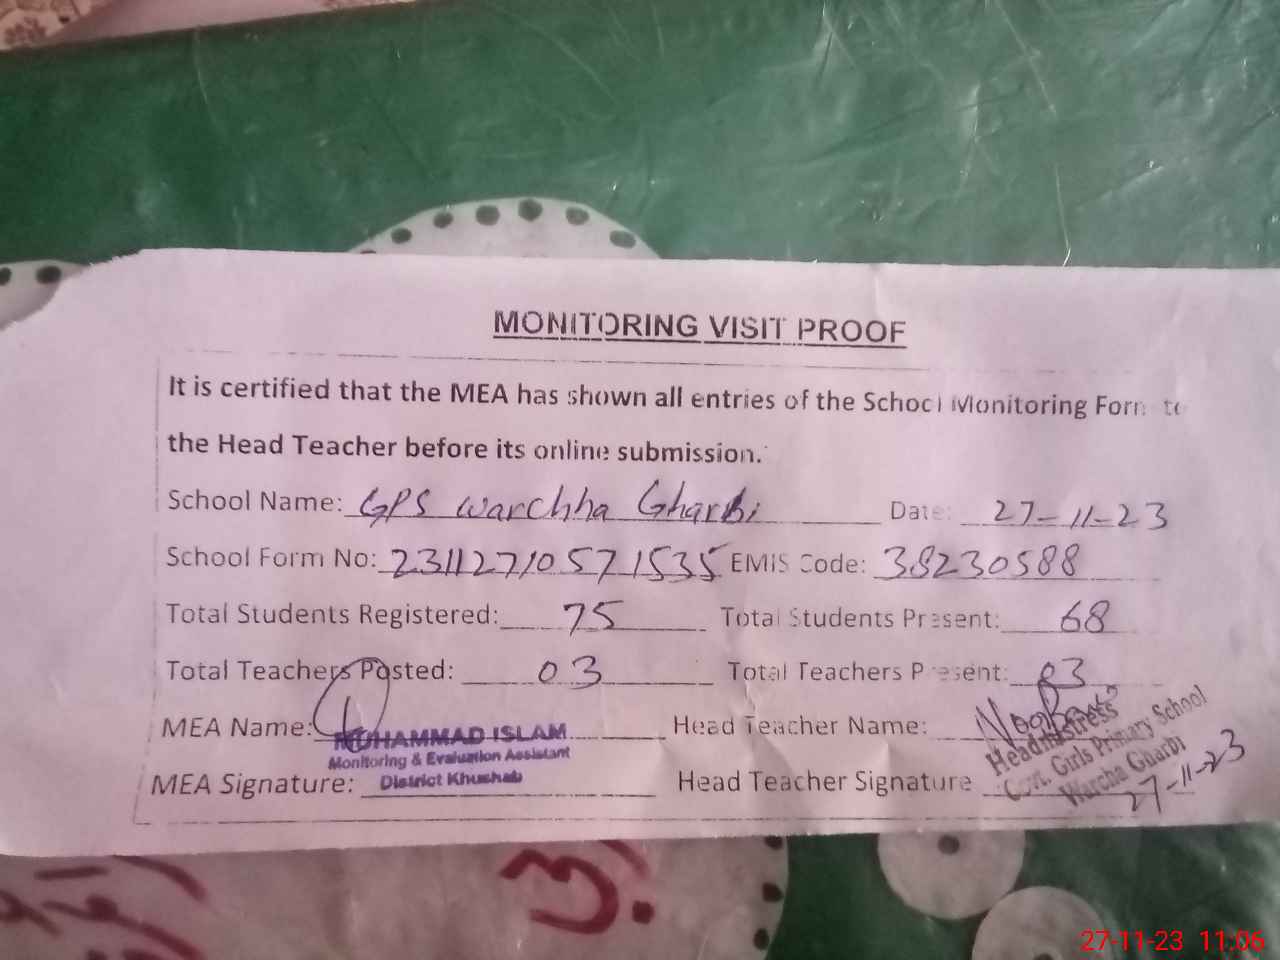 MONITORING VISIT PROOF
It is certified that the MEA has shown all entries of the School Monitoring Form to
the Head Teacher before its online submission.
School Name: GPS warchha Gharbi Date: 27-11-23
School Form No: 23112710571535 EMIS Code: 38230588
Total Students Registered: 75 Total Students Present: 68
Total Teachers Posted: 03 Total Teachers Present: 03
MEA Name: MUHAMMAD ISLAM Head Teacher Name:
Monitoring & Evaluation Assistant
MEA Signature: District Khushab Head Teacher Signature
Headmistress
Govt. Girls Primary School
Warcha Gharbi
27-11-23
27-11-23 11:06